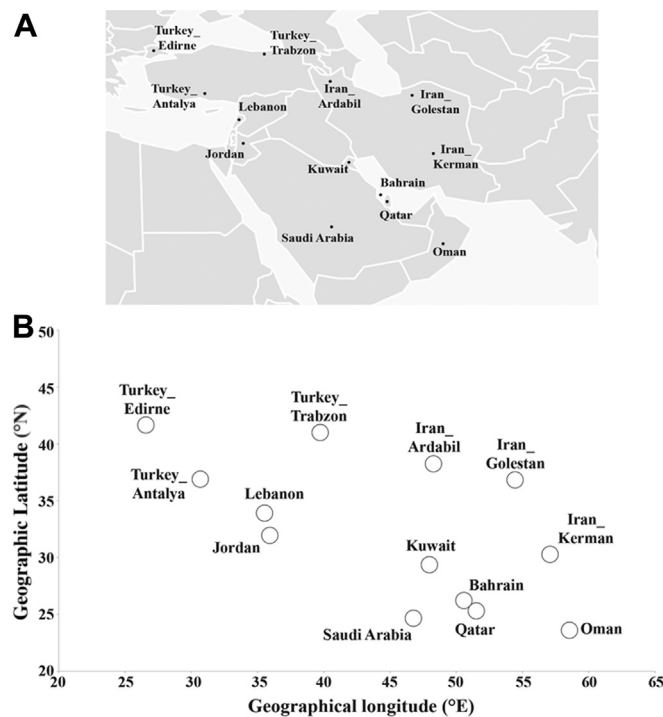 A
Turkey_
Edirne
Turkey_
Trabzon
Turkey_
Antalya
Lebanon
Iran_
Ardabil
Iran_
Golestan
Jordan
Kuwait
Iran_
Kerman
Bahrain
Qatar
Saudi Arabia
Oman
B
Geographic Latitude (°N)
50
45
40
35
30
25
20
Turkey_
Edirne
Turkey_
Trabzon
Iran_
Ardabil
Iran_
Golestan
Turkey_
Antalya
Lebanon
Jordan
Kuwait
Iran_
Kerman
Bahrain
Saudi Arabia
Qatar
Oman
20 25 30 35 40 45 50 55 60 65
Geographical longitude (°E)